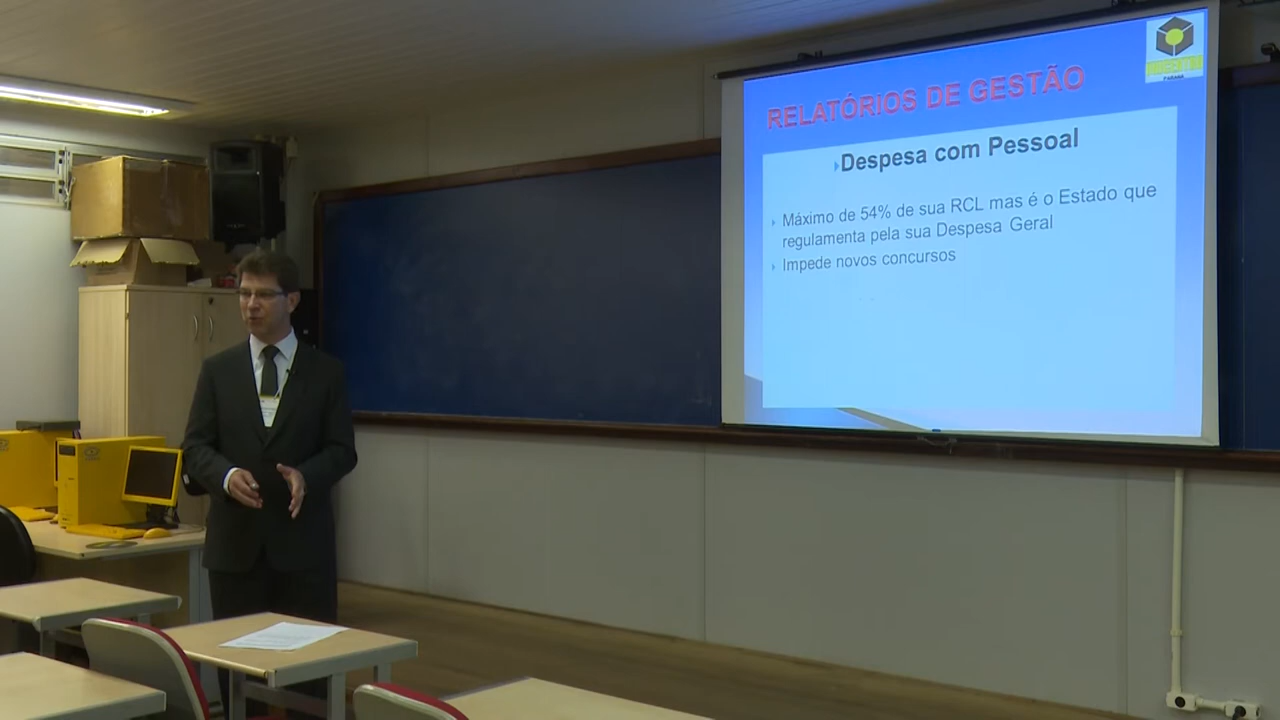 RELATÓRIOS DE GESTÃO
Despesa com Pessoal
Máximo de 54% de sua RCL mas é o Estado que
regulamenta pela sua Despesa Geral
Impede novos concursos
PARANÁ